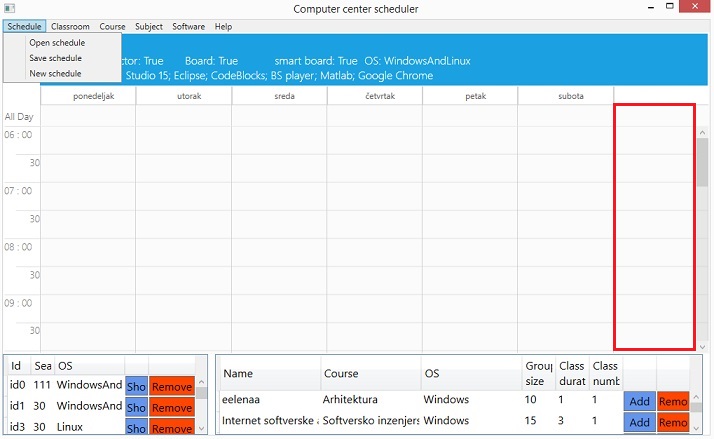 Computer center scheduler
Schedule Classroom Course Subject Software Help
Open schedule
Save schedule
New schedule
ctor: True Board: True smart board: True OS: WindowsAndLinux
Studio 15; Eclipse; CodeBlocks; BS player; Matlab; Google Chrome
ponedeljak utorak sreda četvrtak petak subota
All Day
06 : 00
30
07 : 00
30
08 : 00
30
09 : 00
30
Id Sea OS
id0 111 WindowsAnd Sho Remove
id1 30 WindowsAnd Sho Remove
id3 30 Linux Sho Remove
Name Course OS Group size Class durat Class numb
eelenaa Arhitektura Windows 10 1 1 Add Remo
Internet softverske a Softversko inzenjers Windows 15 3 1 Add Remo